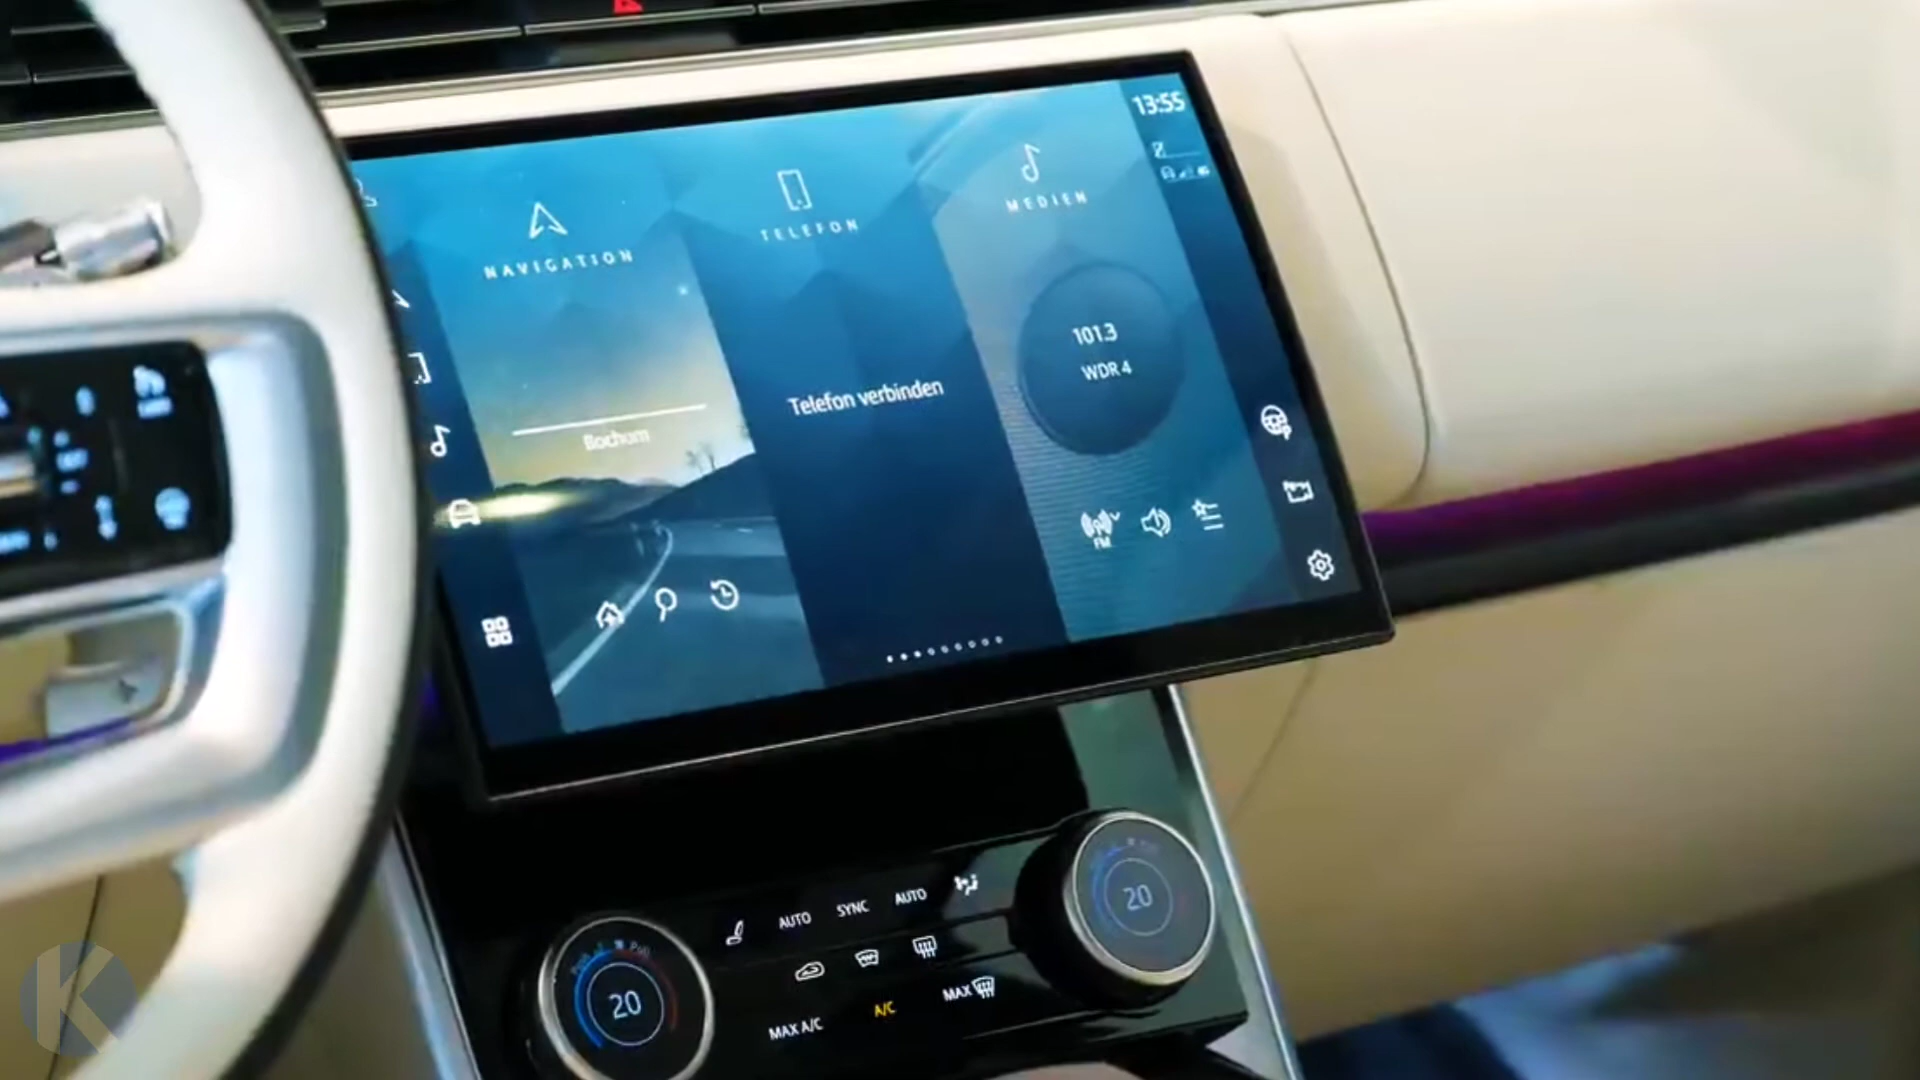 13:55
NAVIGATION
TELEFON
MEDIEN
Bochum
Telefon verbinden
101.3
WDR 4
FM
AUTO
SYNC
AUTO
20
20
MAX A/C
A/C
MAX
K